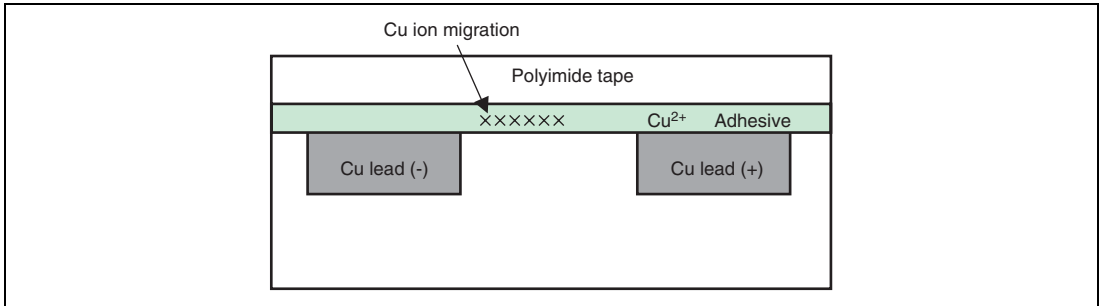 Cu ion migration
Polyimide tape
×××××× Cu²⁺ Adhesive
Cu lead (-) Cu lead (+)